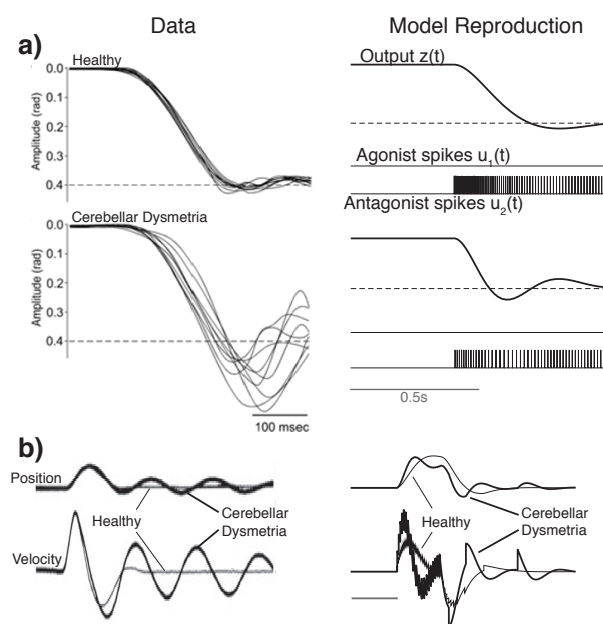 Data
Model Reproduction
a)
Healthy
0.0
0.1
0.2
0.3
0.4
Amplitude (rad)
Cerebellar Dysmetria
0.0
0.1
0.2
0.3
0.4
Amplitude (rad)
100 msec
Output z(t)
Agonist spikes u1(t)
Antagonist spikes u2(t)
0.5s
b)
Position
Healthy
Cerebellar
Dysmetria
Velocity
Healthy
Cerebellar
Dysmetria